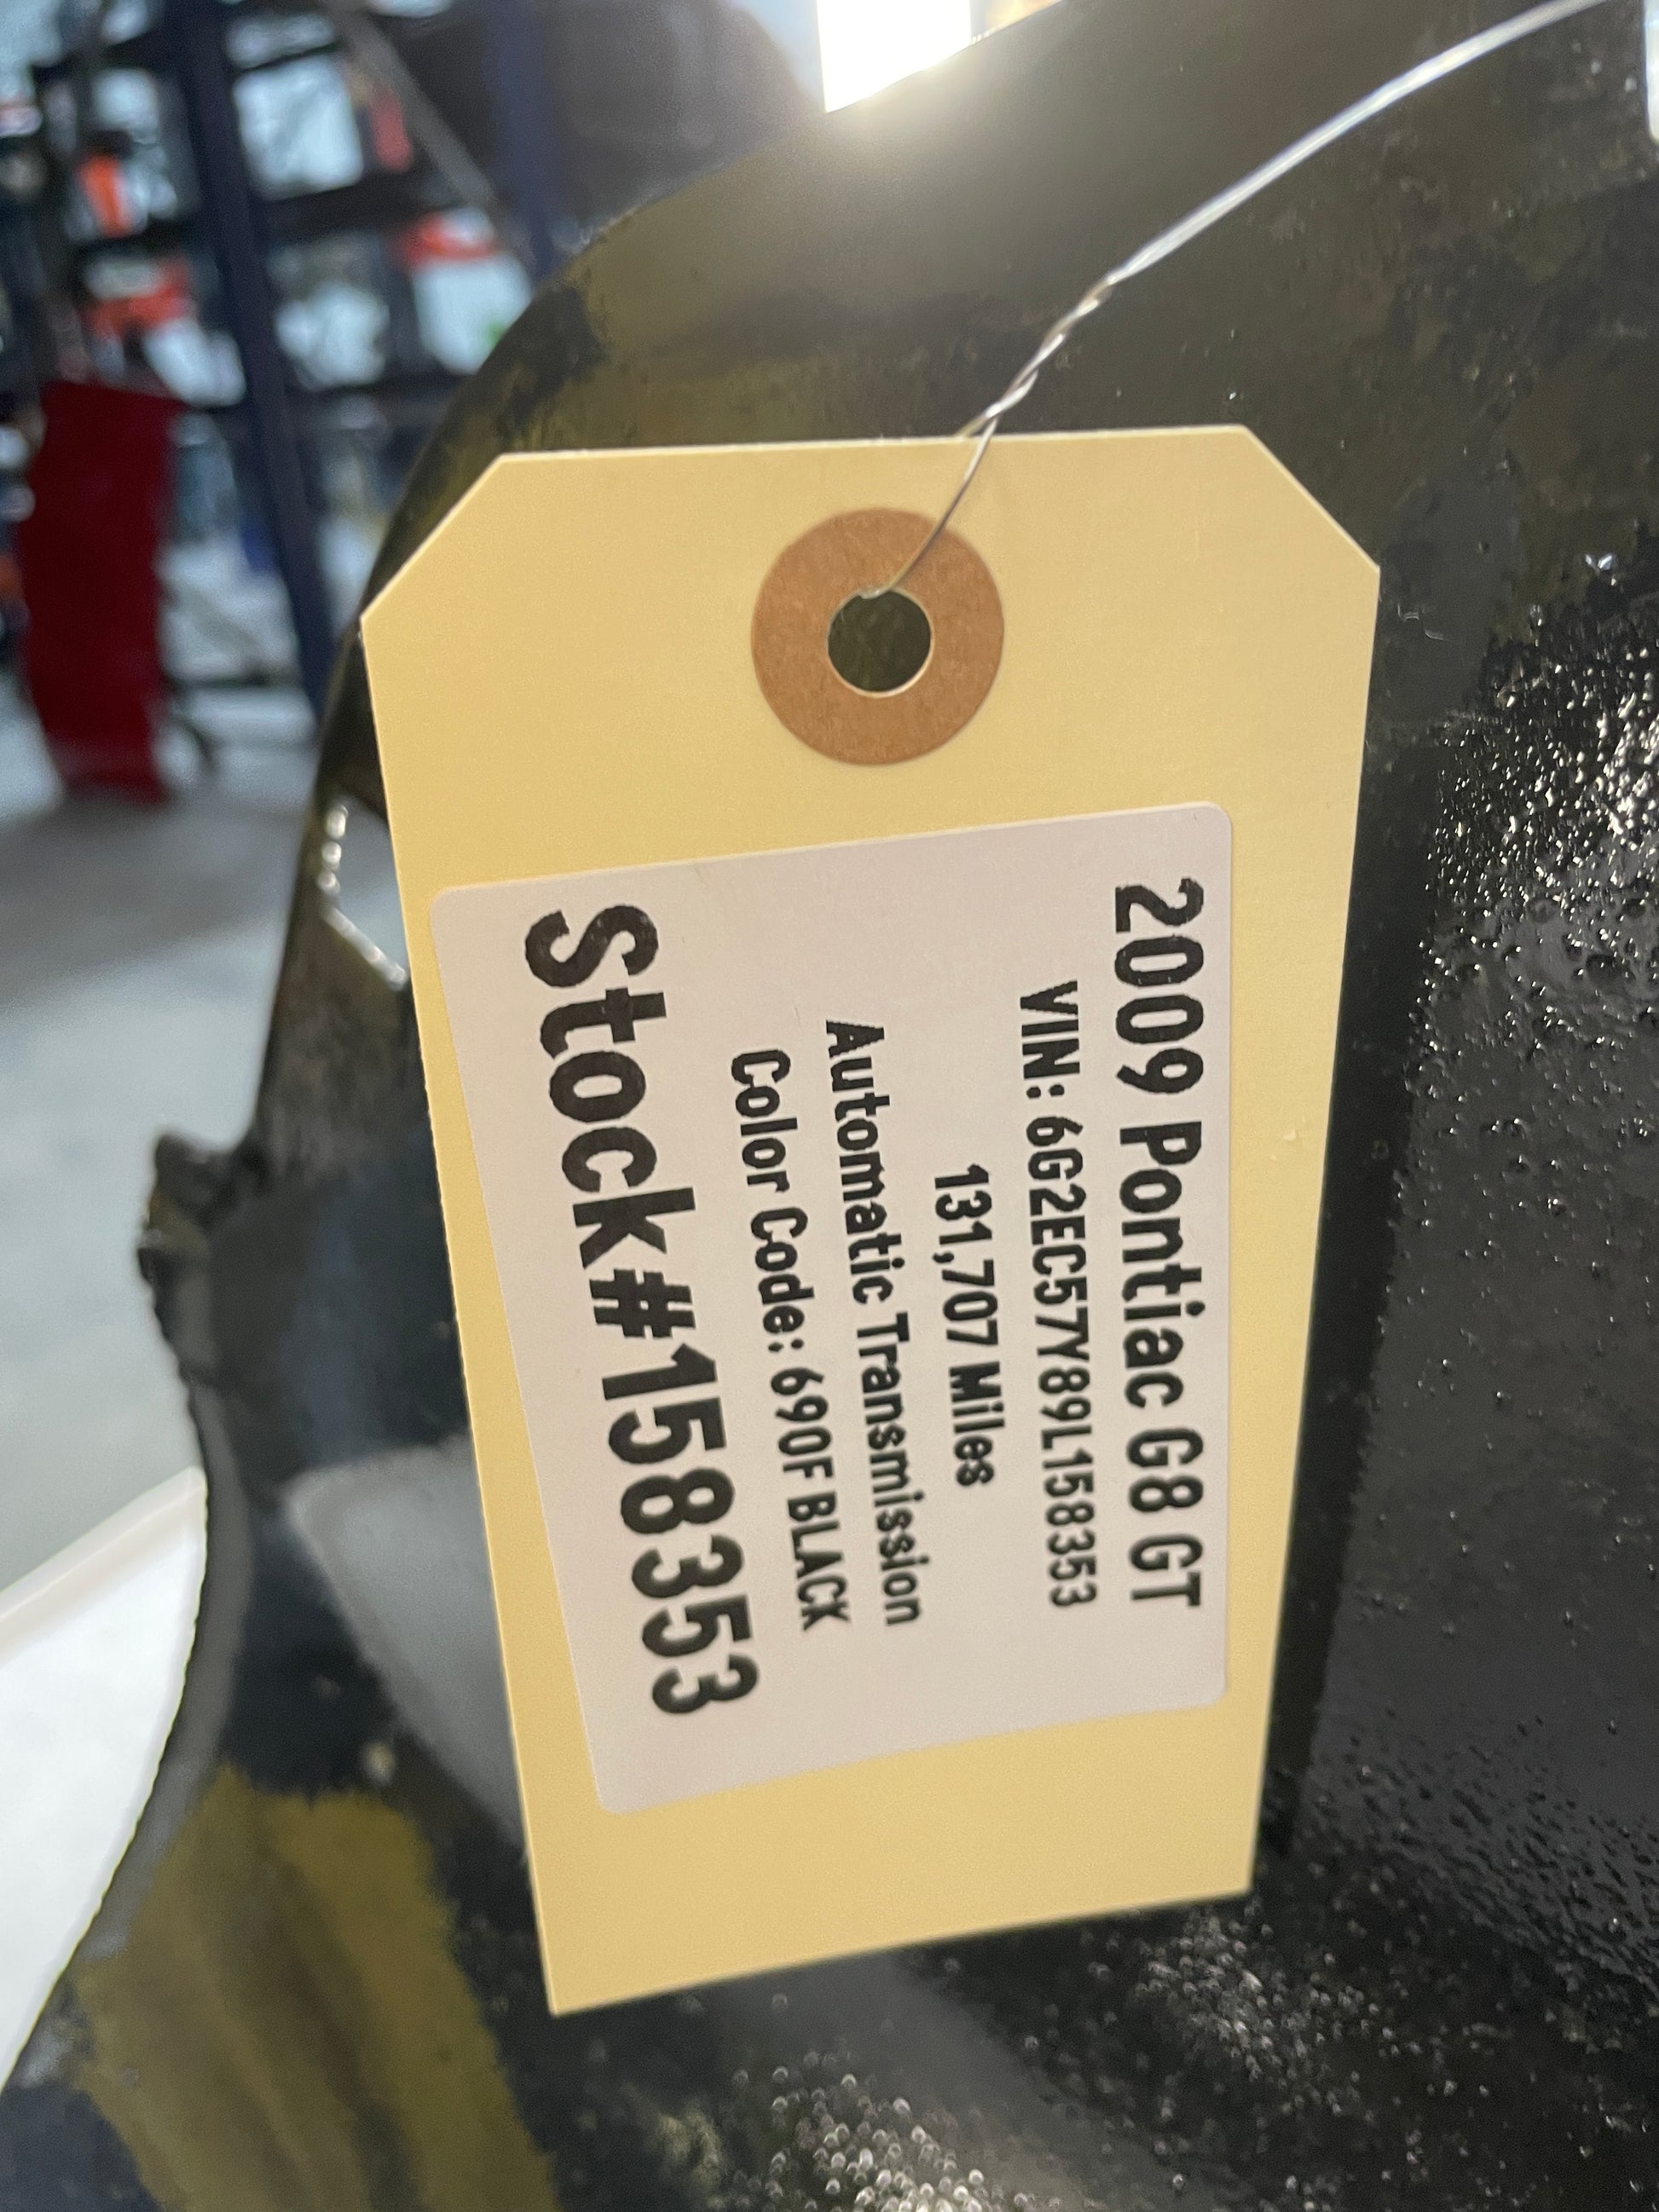 2009 Pontiac G8 GT
VIN: 6G2EC57Y89L158353
131,707 Miles
Automatic Transmission
Color Code: 690F BLACK
Stock#158353